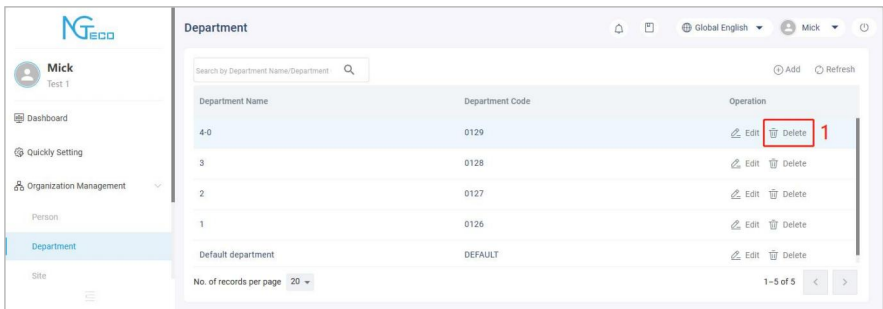 NGTeco
Department
Global English
Mick
Mick
Test 1
Search by Department Name/Department
Add
Refresh
Department Name
Department Code
Operation
Dashboard
4-0
0129
Edit
Delete
1
Quickly Setting
3
0128
Edit
Delete
Organization Management
2
0127
Edit
Delete
Person
1
0126
Edit
Delete
Department
Default department
DEFAULT
Edit
Delete
Site
No. of records per page 20
1-5 of 5